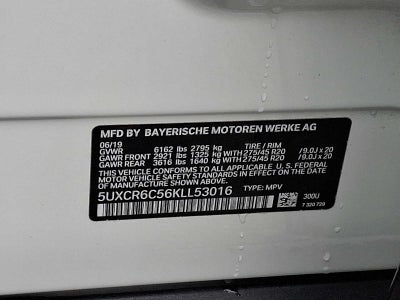 MFD BY BAYERISCHE MOTOREN WERKE AG
06/19 TIRE / RIM
GVWR 6162 lbs 2795 kg
GAWR FRONT 2921 lbs 1325 kg WITH 275/45 R20 /9.0J x 20
GAWR REAR 3616 lbs 1640 kg WITH 275/45 R20 /9.0J x 20
THIS VEHICLE CONFORMS TO ALL APPLICABLE U.S. FEDERAL
MOTOR VEHICLE SAFETY STANDARDS IN EFFECT ON THE
DATE OF MANUFACTURE SHOWN ABOVE.
5UXCR6C56KLL53016 TYPE: MPV
300U
7 320 729